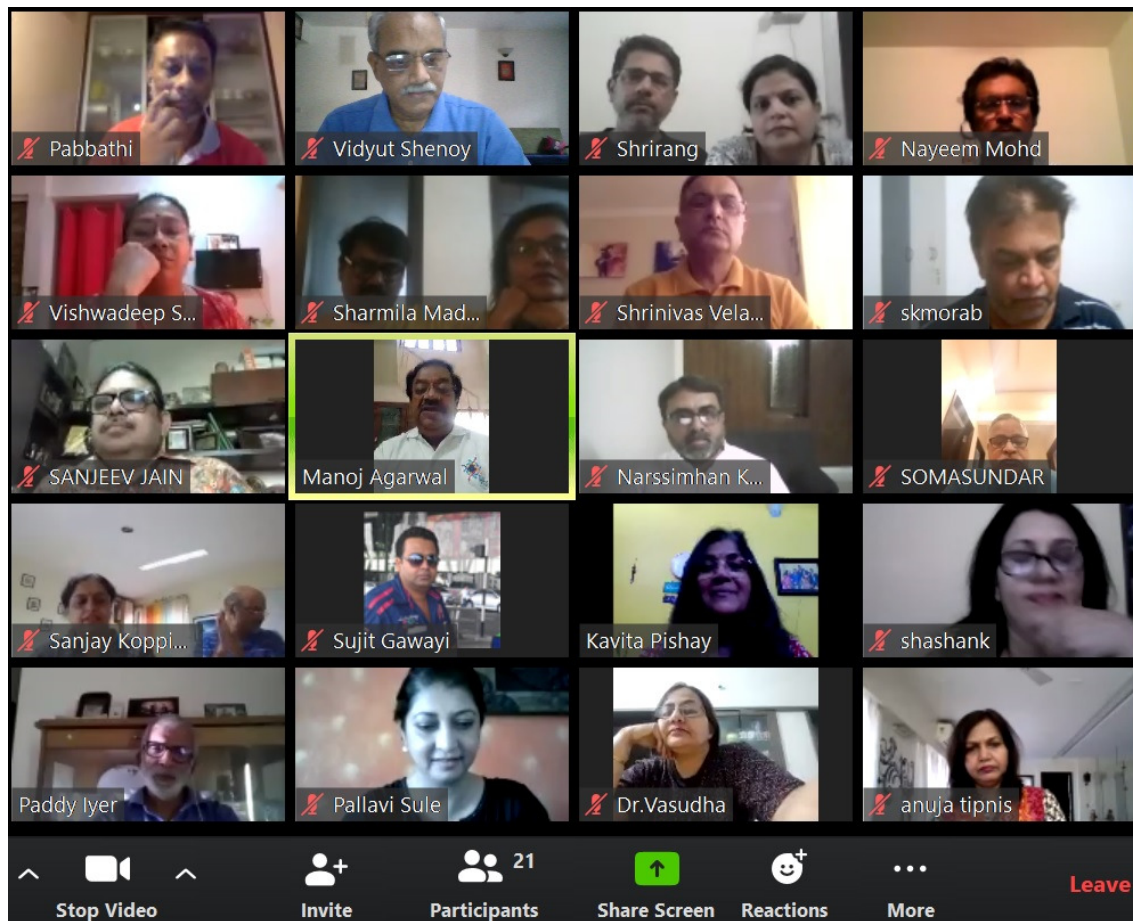 Pabbathi
Vidyut Shenoy
Shrirang
Nayeem Mohd
Vishwadeep S...
Sharmila Mad...
Shrinivas Vela...
skmorab
SANJEEV JAIN
Manoj Agarwal
Narssimhan K...
SOMASUNDAR
Sanjay Koppi...
Sujit Gawayi
Kavita Pishay
shashank
Paddy Iyer
Pallavi Sule
Dr.Vasudha
anuja tipnis
21
Stop Video
Invite
Participants
Share Screen
Reactions
More
Leave